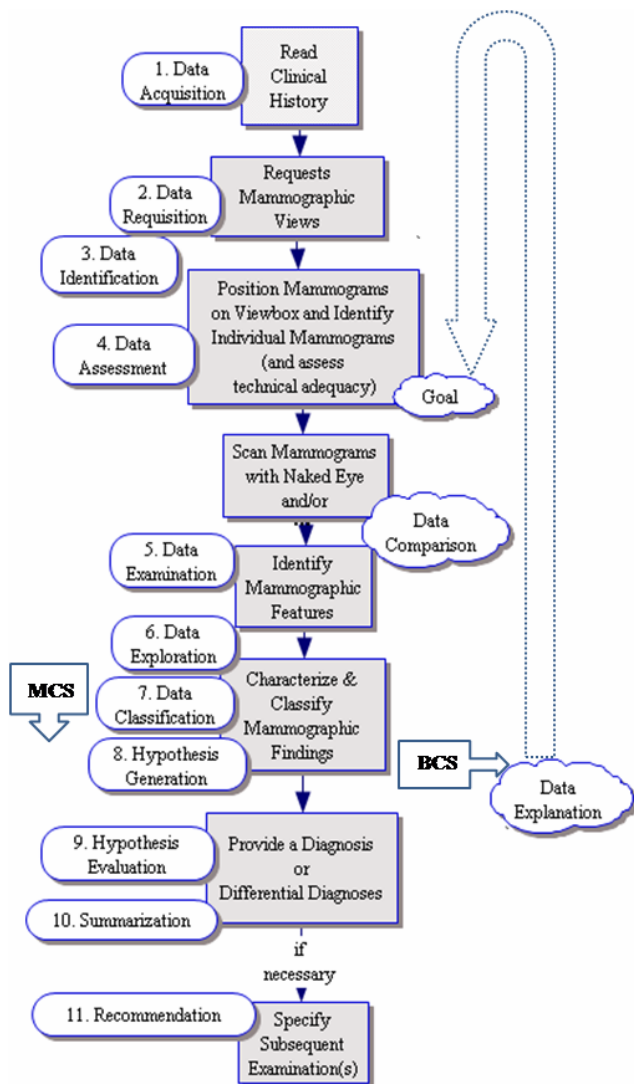 1. Data
Acquisition
Read
Clinical
History
2. Data
Requisition
Requests
Mammographic
Views
3. Data
Identification
4. Data
Assessment
Position Mammograms
on Viewbox and Identify
Individual Mammograms
(and assess
technical adequacy)
Goal
Scan Mammograms
with Naked Eye
and/or
Data
Comparison
5. Data
Examination
Identify
Mammographic
Features
6. Data
Exploration
MCS
7. Data
Classification
8. Hypothesis
Generation
Characterize &
Classify
Mammographic
Findings
BCS
Data
Explanation
9. Hypothesis
Evaluation
10. Summarization
Provide a Diagnosis
or
Differential Diagnoses
if
necessary
11. Recommendation
Specify
Subsequent
Examination(s)